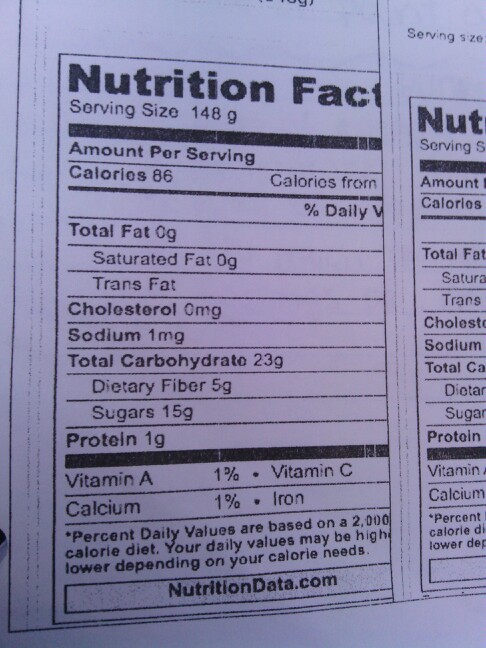 Serving size
Nutrition Fact
Serving Size 148 g
Amount Per Serving
Calories 86 Calories from
% Daily V
Total Fat 0g
Saturated Fat 0g
Trans Fat
Cholesterol 0mg
Sodium 1mg
Total Carbohydrate 23g
Dietary Fiber 5g
Sugars 15g
Protein 1g
Vitamin A 1% • Vitamin C
Calcium 1% • Iron
*Percent Daily Values are based on a 2,000
calorie diet. Your daily values may be high
lower depending on your calorie needs.
NutritionData.com
Nut
Serving S
Amount
Calories
Total Fat
Satura
Trans
Cholest
Sodium
Total Ca
Dietar
Sugar
Protein
Vitamin
Calcium
*Percent
calorie di
lower dep